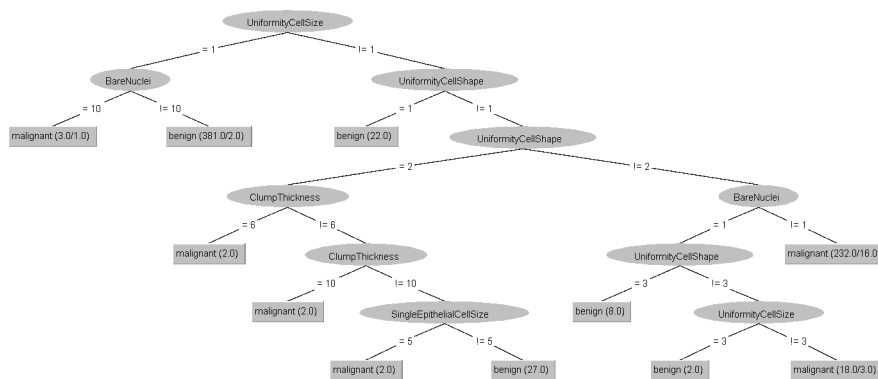 UniformityCellSize
= 1
!= 1
BareNuclei
UniformityCellShape
= 10
!= 10
= 1
!= 1
malignant (3.0/1.0)
benign (381.0/2.0)
benign (22.0)
UniformityCellShape
= 2
!= 2
ClumpThickness
BareNuclei
= 6
!= 6
= 1
!= 1
malignant (2.0)
ClumpThickness
UniformityCellShape
malignant (232.0/16.0
= 10
!= 10
= 3
!= 3
malignant (2.0)
SingleEpithelialCellSize
benign (8.0)
UniformityCellSize
= 5
!= 5
= 3
!= 3
malignant (2.0)
benign (27.0)
benign (2.0)
malignant (18.0/3.0)